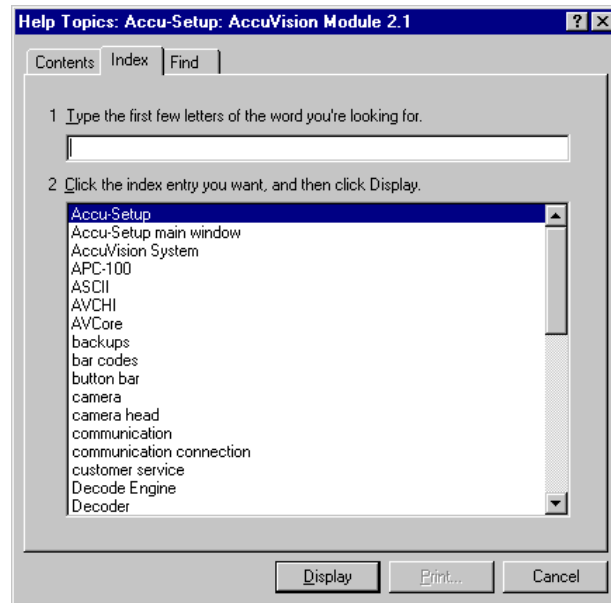 Help Topics: Accu-Setup: AccuVision Module 2.1
Contents Index Find
1 Type the first few letters of the word you're looking for.
2 Click the index entry you want, and then click Display.
Accu-Setup
Accu-Setup main window
AccuVision System
APC-100
ASCII
AVCHI
AVCore
backups
bar codes
button bar
camera
camera head
communication
communication connection
customer service
Decode Engine
Decoder
Display Print... Cancel